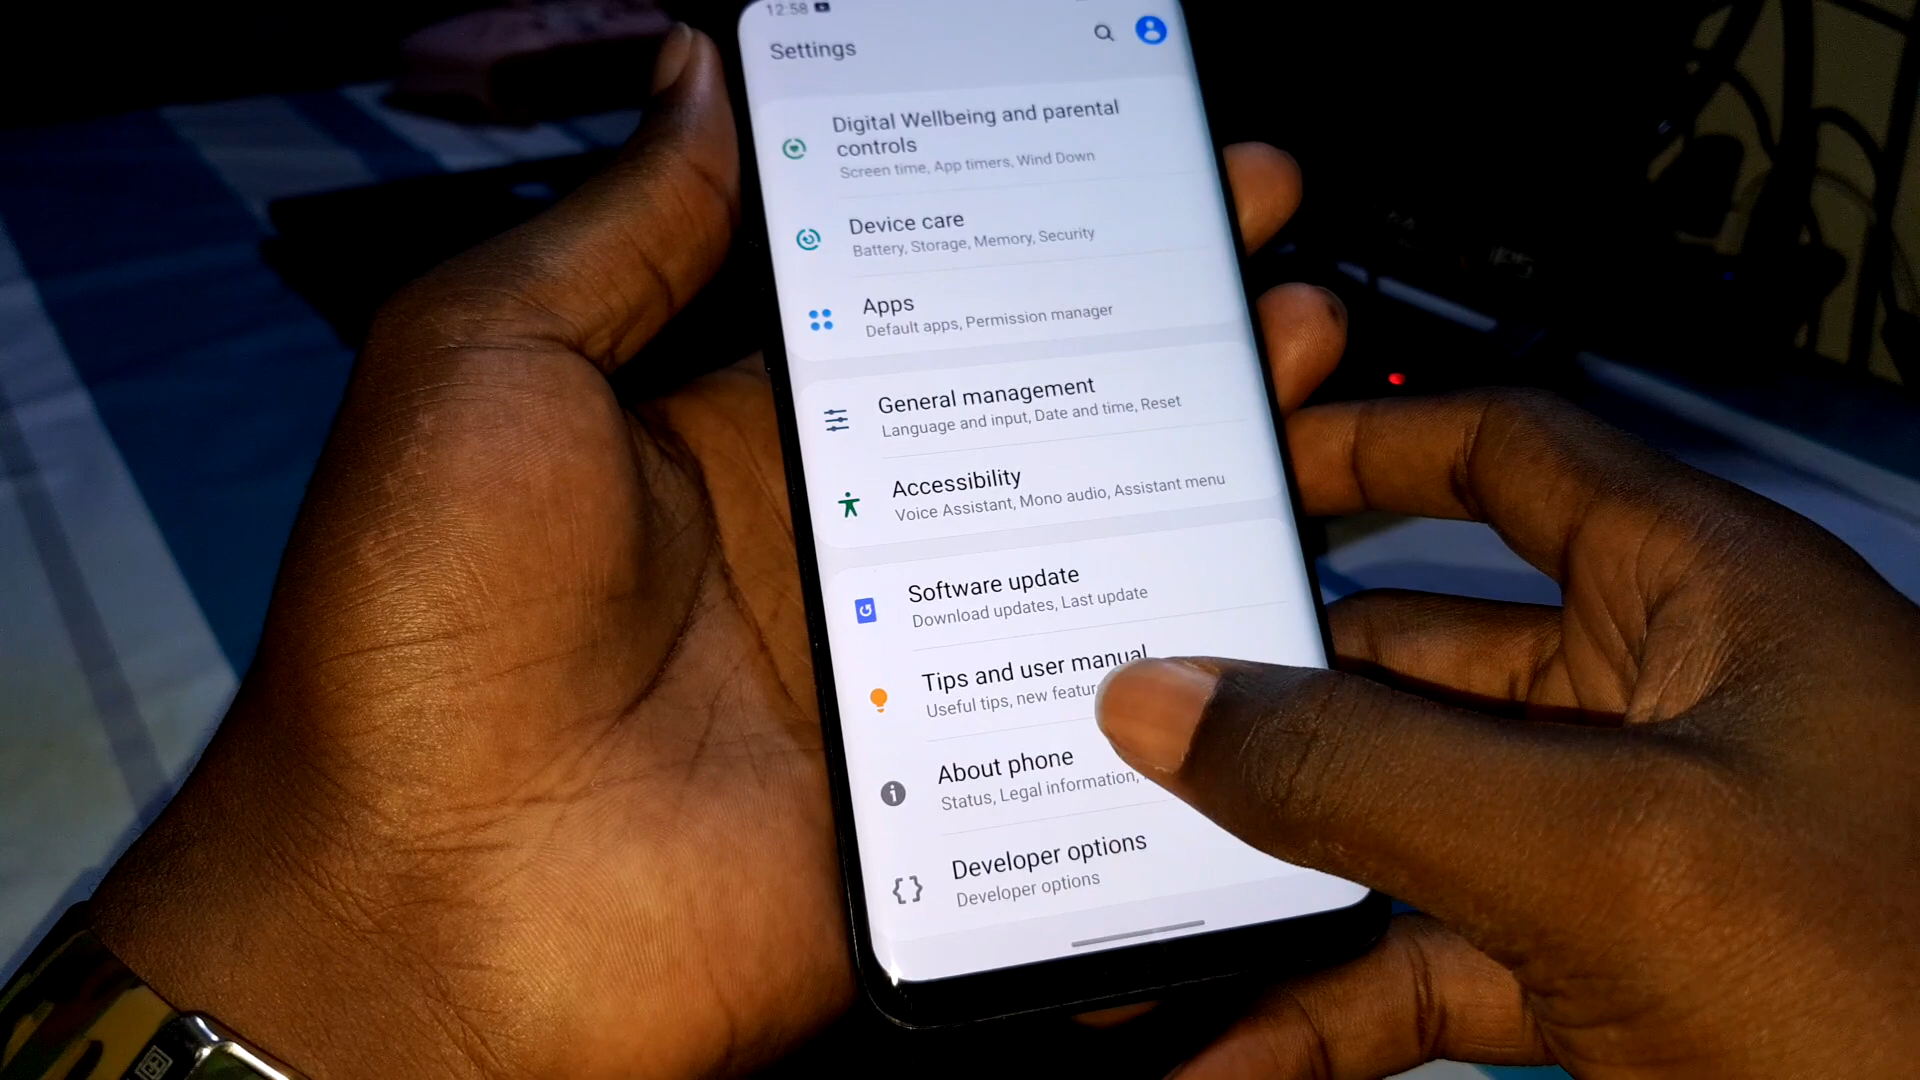 12:58
Settings
Digital Wellbeing and parental
controls
Screen time, App timers, Wind Down
Device care
Battery, Storage, Memory, Security
Apps
Default apps, Permission manager
General management
Language and input, Date and time, Reset
Accessibility
Voice Assistant, Mono audio, Assistant menu
Software update
Download updates, Last update
Tips and user manual
Useful tips, new
About phone
Status, Legal information,
Developer options
Developer options